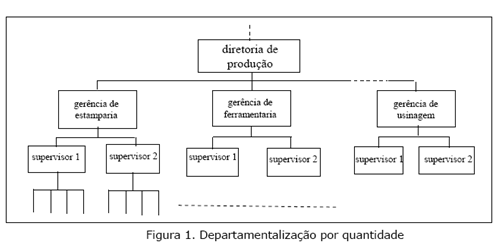 diretoria de
produção
gerência de
estamparia
gerência de
ferramentaria
gerência de
usinagem
supervisor 1
supervisor 2
supervisor 1
supervisor 2
supervisor 1
supervisor 2
Figura 1. Departamentalização por quantidade